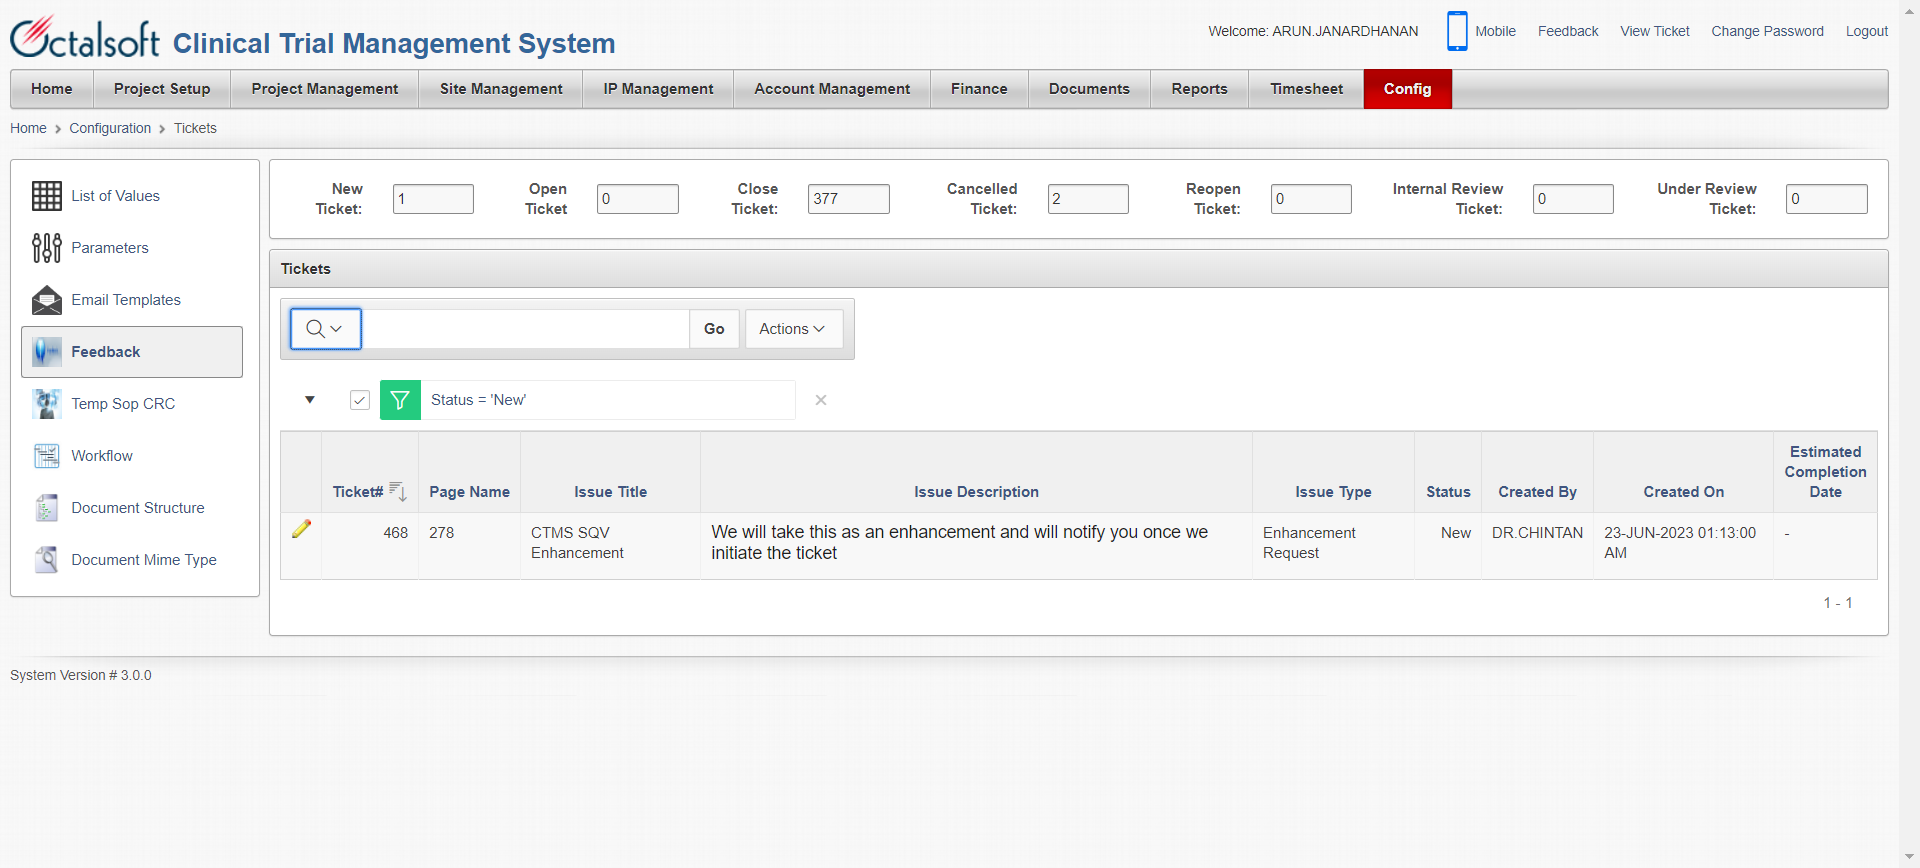 Octalsoft Clinical Trial Management System
Welcome: ARUN.JANARDHANAN Mobile Feedback View Ticket Change Password Logout
Home Project Setup Project Management Site Management IP Management Account Management Finance Documents Reports Timesheet Config
Home Configuration Tickets
List of Values
Parameters
Email Templates
Feedback
Temp Sop CRC
Workflow
Document Structure
Document Mime Type
New Ticket: 1
Open Ticket 0
Close Ticket: 377
Cancelled Ticket: 2
Reopen Ticket: 0
Internal Review Ticket: 0
Under Review Ticket: 0
Tickets
Go Actions
Status = 'New'
Ticket# Page Name Issue Title Issue Description Issue Type Status Created By Created On Estimated Completion Date
468 278 CTMS SQV Enhancement We will take this as an enhancement and will notify you once we initiate the ticket Enhancement Request New DR.CHINTAN 23-JUN-2023 01:13:00 AM -
1 - 1
System Version # 3.0.0